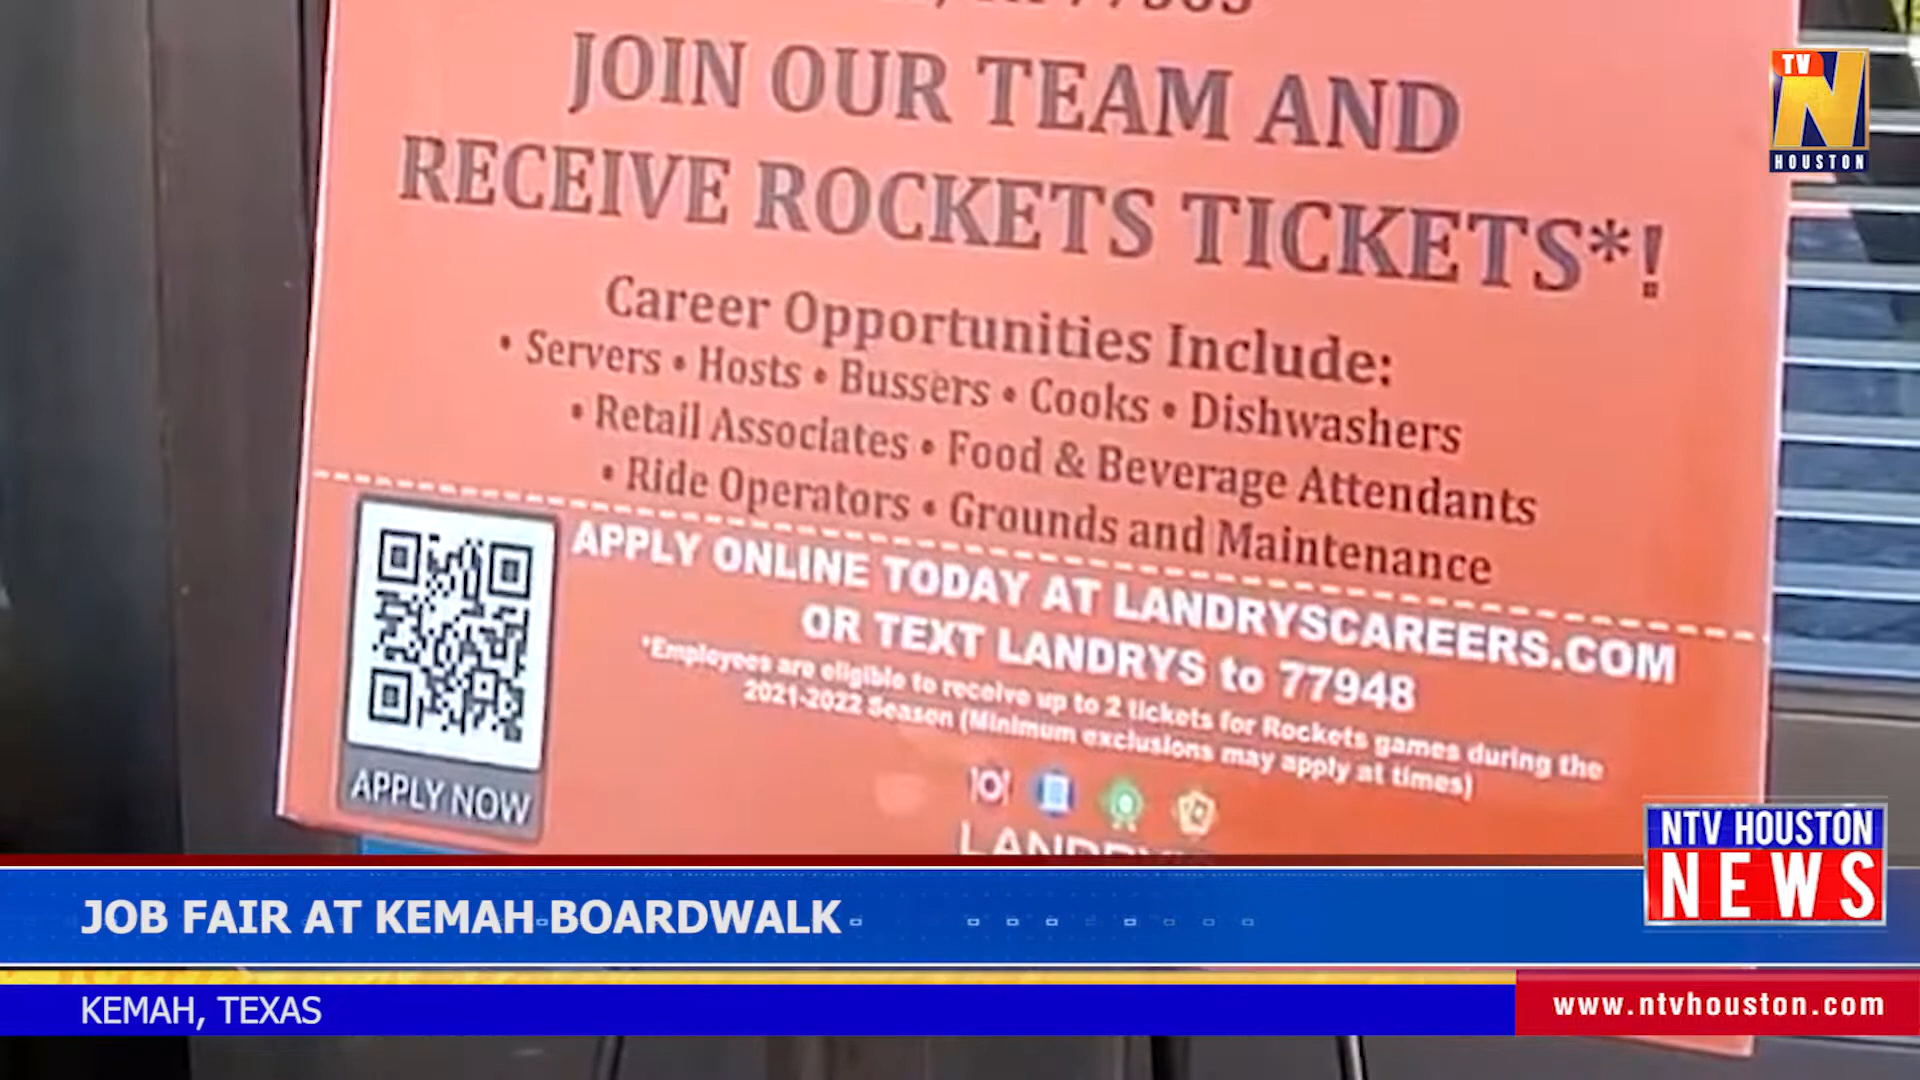 JOIN OUR TEAM AND
RECEIVE ROCKETS TICKETS*!
Career Opportunities Include:
• Servers • Hosts • Bussers • Cooks • Dishwashers
• Retail Associates • Food & Beverage Attendants
• Ride Operators • Grounds and Maintenance
APPLY ONLINE TODAY AT LANDRYSCAREERS.COM
OR TEXT LANDRYS to 77948
*Employees are eligible to receive up to 2 tickets for Rockets games during the
2021-2022 Season (Minimum exclusions may apply at times)
APPLY NOW
TV N
HOUSTON
NTV HOUSTON
NEWS
JOB FAIR AT KEMAH BOARDWALK
KEMAH, TEXAS
www.ntvhouston.com